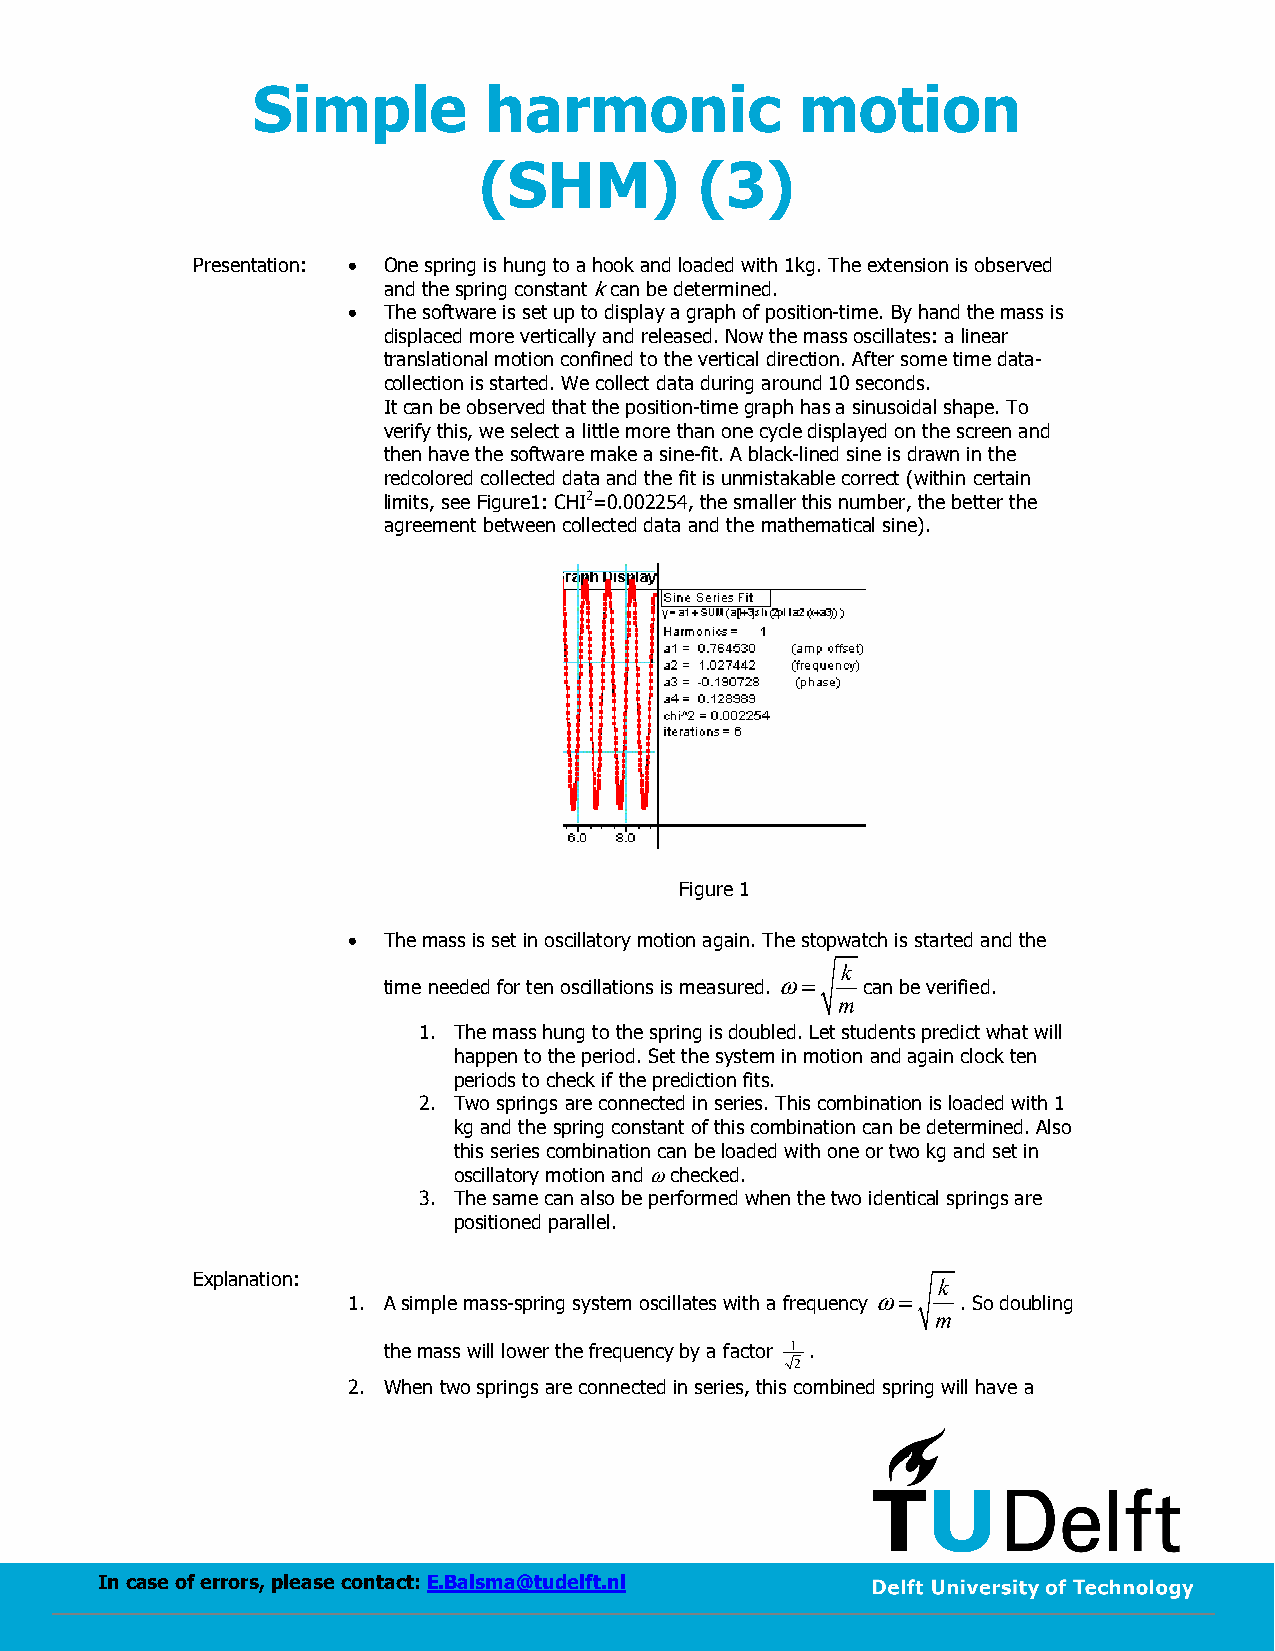 Simple harmonic motion
(SHM) (3)
Presentation: • One spring is hung to a hook and loaded with 1kg. The extension is observed
and the spring constant k can be determined.
• The software is set up to display a graph of position-time. By hand the mass is
displaced more vertically and released. Now the mass oscillates: a linear
translational motion confined to the vertical direction. After some time data-
collection is started. We collect data during around 10 seconds.
It can be observed that the position-time graph has a sinusoidal shape. To
verify this, we select a little more than one cycle displayed on the screen and
then have the software make a sine-fit. A black-lined sine is drawn in the
redcolored collected data and the fit is unmistakable correct (within certain
limits, see Figure1: CHI²=0.002254, the smaller this number, the better the
agreement between collected data and the mathematical sine).
raph Display
Sine Series Fit
y = a1 + SUM
Harmonics = 1
a1 = 0.764530 (amp offset)
a2 = 1.027442 (frequency)
a3 = -0.190728 (phase)
a4 = 0.128989
chi^2 = 0.002254
iterations = 6
6.0 8.0
Figure 1
• The mass is set in oscillatory motion again. The stopwatch is started and the
time needed for ten oscillations is measured. ω = √(k/m) can be verified.
1. The mass hung to the spring is doubled. Let students predict what will
happen to the period. Set the system in motion and again clock ten
periods to check if the prediction fits.
2. Two springs are connected in series. This combination is loaded with 1
kg and the spring constant of this combination can be determined. Also
this series combination can be loaded with one or two kg and set in
oscillatory motion and ω checked.
3. The same can also be performed when the two identical springs are
positioned parallel.
Explanation:
1. A simple mass-spring system oscillates with a frequency ω = √(k/m) . So doubling
the mass will lower the frequency by a factor 1/√2 .
2. When two springs are connected in series, this combined spring will have a
TU Delft
In case of errors, please contact: E.Balsma@tudelft.nl
Delft University of Technology